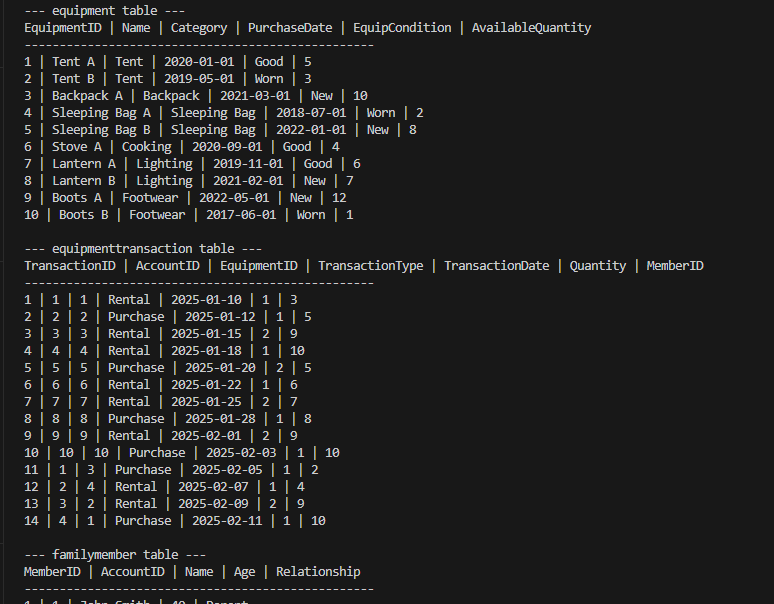 --- equipment table ---
EquipmentID | Name | Category | PurchaseDate | EquipCondition | AvailableQuantity
--------------------------------------------------
1 | Tent A | Tent | 2020-01-01 | Good | 5
2 | Tent B | Tent | 2019-05-01 | Worn | 3
3 | Backpack A | Backpack | 2021-03-01 | New | 10
4 | Sleeping Bag A | Sleeping Bag | 2018-07-01 | Worn | 2
5 | Sleeping Bag B | Sleeping Bag | 2022-01-01 | New | 8
6 | Stove A | Cooking | 2020-09-01 | Good | 4
7 | Lantern A | Lighting | 2019-11-01 | Good | 6
8 | Lantern B | Lighting | 2021-02-01 | New | 7
9 | Boots A | Footwear | 2022-05-01 | New | 12
10 | Boots B | Footwear | 2017-06-01 | Worn | 1
--- equipmenttransaction table ---
TransactionID | AccountID | EquipmentID | TransactionType | TransactionDate | Quantity | MemberID
--------------------------------------------------
1 | 1 | 1 | Rental | 2025-01-10 | 1 | 3
2 | 2 | 2 | Purchase | 2025-01-12 | 1 | 5
3 | 3 | 3 | Rental | 2025-01-15 | 2 | 9
4 | 4 | 4 | Rental | 2025-01-18 | 1 | 10
5 | 5 | 5 | Purchase | 2025-01-20 | 2 | 5
6 | 6 | 6 | Rental | 2025-01-22 | 1 | 6
7 | 7 | 7 | Rental | 2025-01-25 | 2 | 7
8 | 8 | 8 | Purchase | 2025-01-28 | 1 | 8
9 | 9 | 9 | Rental | 2025-02-01 | 2 | 9
10 | 10 | 10 | Purchase | 2025-02-03 | 1 | 10
11 | 1 | 3 | Purchase | 2025-02-05 | 1 | 2
12 | 2 | 4 | Rental | 2025-02-07 | 1 | 4
13 | 3 | 2 | Rental | 2025-02-09 | 2 | 9
14 | 4 | 1 | Purchase | 2025-02-11 | 1 | 10
--- familymember table ---
MemberID | AccountID | Name | Age | Relationship
--------------------------------------------------
1 | 1 | John Smith | 40 | Parent